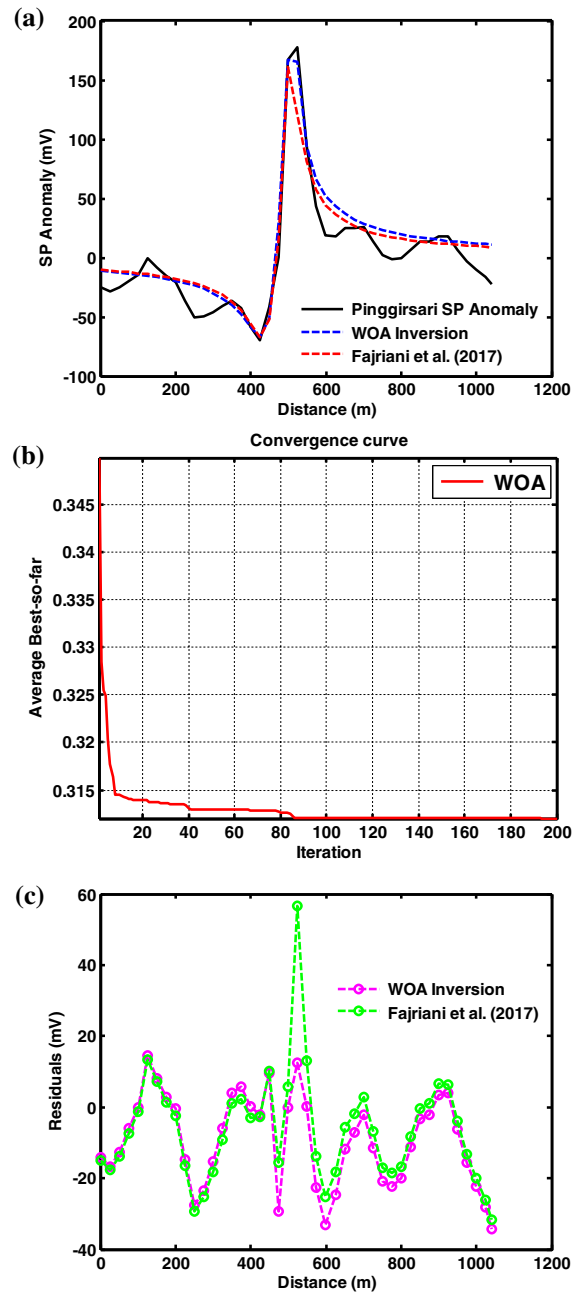 (a)
200
150
100
50
0
-50
-100
SP Anomaly (mV)
Pinggirsari SP Anomaly
WOA Inversion
Fajriani et al. (2017)
0 200 400 600 800 1000 1200
Distance (m)
(b)
Convergence curve
WOA
0.345
0.34
0.335
0.33
0.325
0.32
0.315
Average Best-so-far
20 40 60 80 100 120 140 160 180 200
Iteration
(c)
60
40
20
0
-20
-40
Residuals (mV)
WOA Inversion
Fajriani et al. (2017)
0 200 400 600 800 1000 1200
Distance (m)